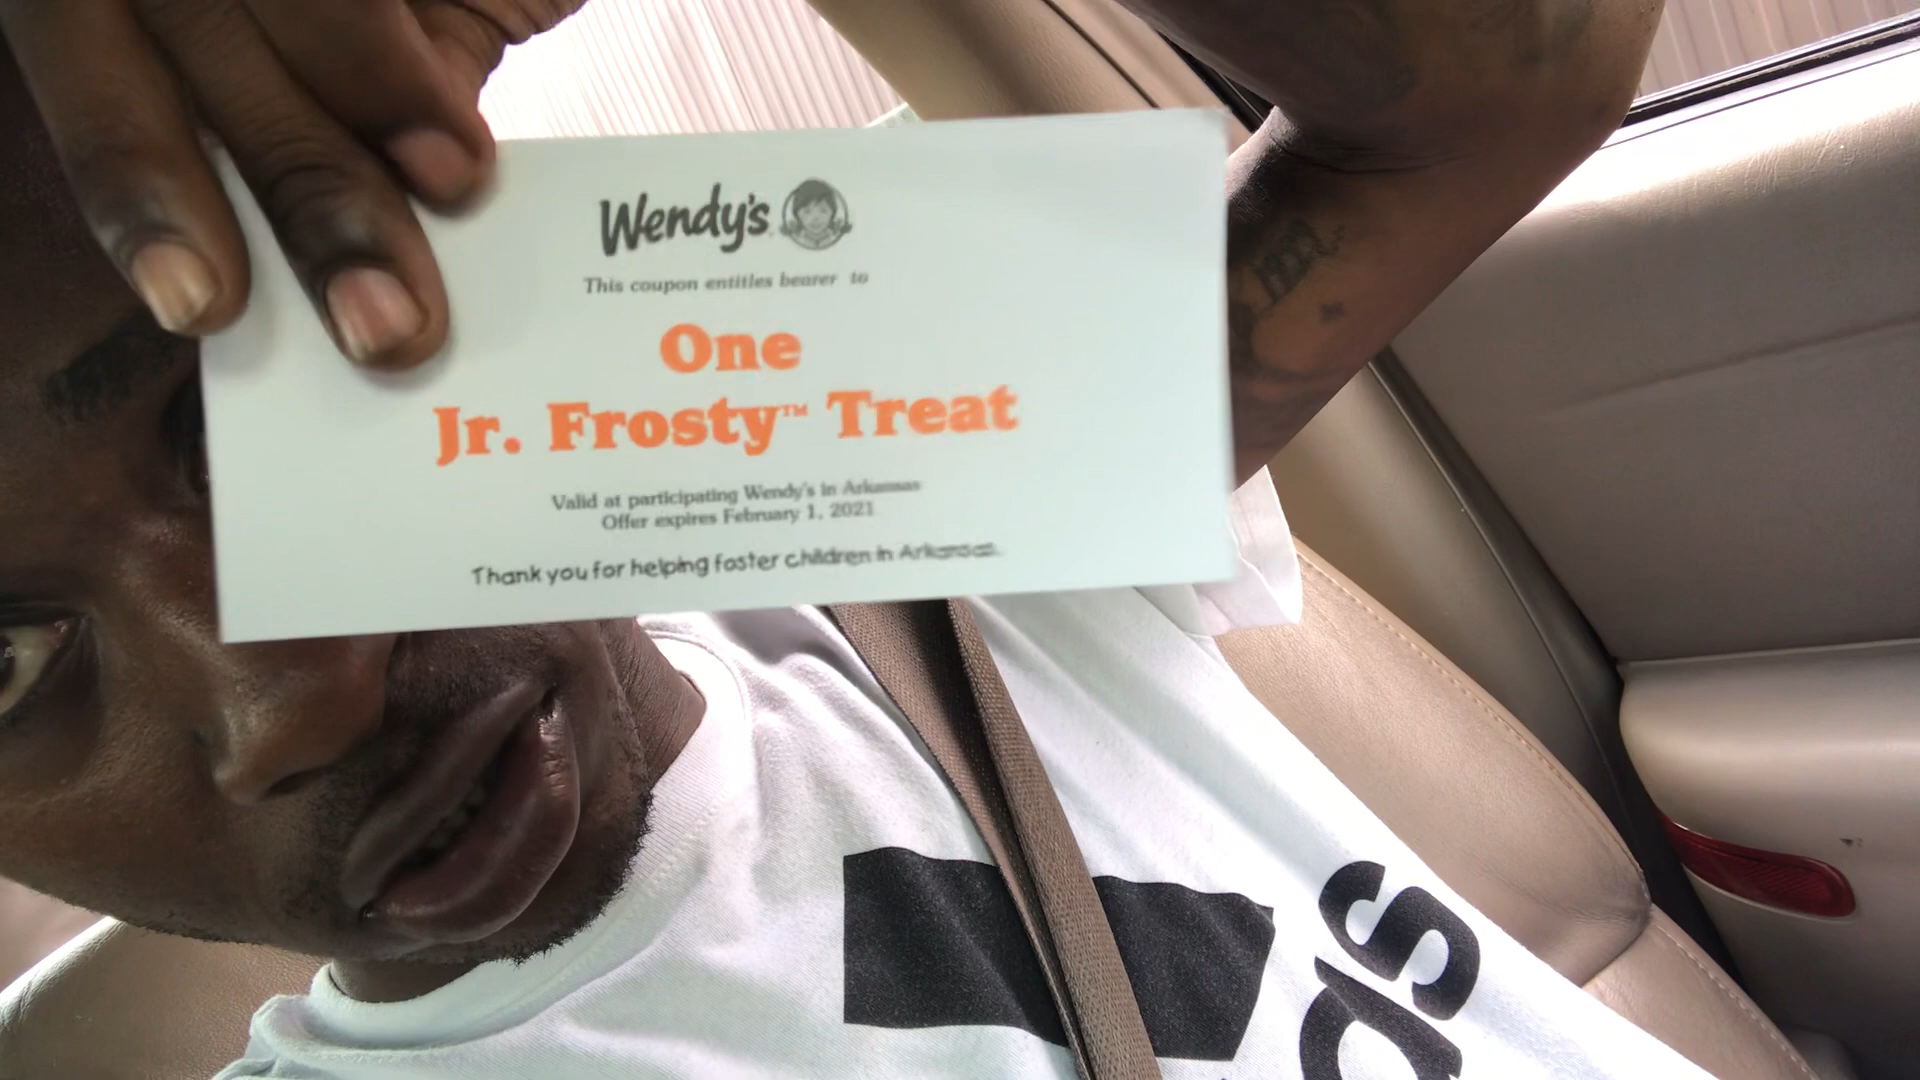 Wendy's
This coupon entitles bearer to
One
Jr. Frosty™ Treat
Valid at participating Wendy's in Arkansas
Offer expires February 1, 2021
Thank you for helping foster children in Arkansas.
as